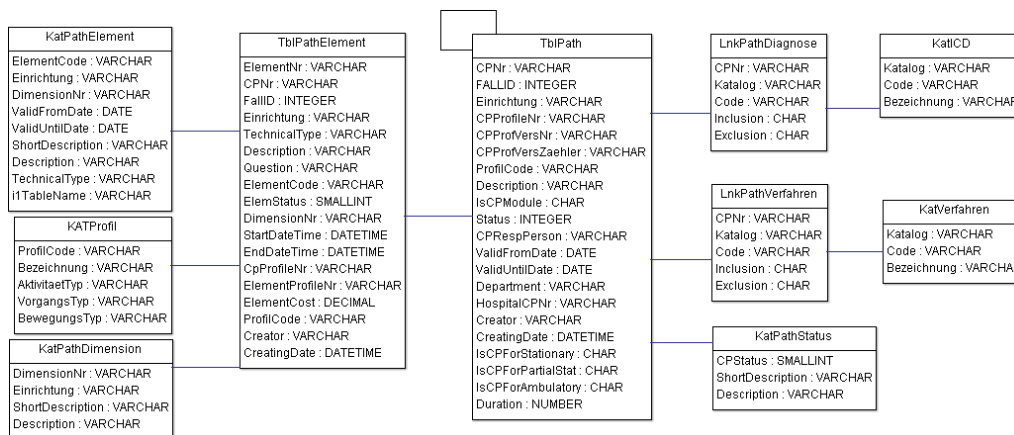 KatPathElement
ElementCode : VARCHAR
Einrichtung : VARCHAR
DimensionNr : VARCHAR
ValidFromDate : DATE
ValidUntilDate : DATE
ShortDescription : VARCHAR
Description : VARCHAR
TechnicalType : VARCHAR
i1TableName : VARCHAR
KATProfil
ProfilCode : VARCHAR
Bezeichnung : VARCHAR
AktivitaetTyp : VARCHAR
VorgangsTyp : VARCHAR
BewegungsTyp : VARCHAR
KatPathDimension
DimensionNr : VARCHAR
Einrichtung : VARCHAR
ShortDescription : VARCHAR
Description : VARCHAR
TblPathElement
ElementNr : VARCHAR
CPNr : VARCHAR
FallID : INTEGER
Einrichtung : VARCHAR
TechnicalType : VARCHAR
Description : VARCHAR
Question : VARCHAR
ElementCode : VARCHAR
ElemStatus : SMALLINT
DimensionNr : VARCHAR
StartDateTime : DATETIME
EndDateTime : DATETIME
CpProfileNr : VARCHAR
ElementProfileNr : VARCHAR
ElementCost : DECIMAL
ProfilCode : VARCHAR
Creator : VARCHAR
CreatingDate : DATETIME
TblPath
CPNr : VARCHAR
FALLID : INTEGER
Einrichtung : VARCHAR
CPProfileNr : VARCHAR
CPProfVersNr : VARCHAR
CPProfVersZaehler : VARCHAR
ProfilCode : VARCHAR
Description : VARCHAR
IsCPModule : CHAR
Status : INTEGER
CPRespPerson : VARCHAR
ValidFromDate : DATE
ValidUntilDate : DATE
Department : VARCHAR
HospitalCPNr : VARCHAR
Creator : VARCHAR
CreatingDate : DATETIME
IsCPForStationary : CHAR
IsCPForPartialStat : CHAR
IsCPForAmbulatory : CHAR
Duration : NUMBER
LnkPathDiagnose
CPNr : VARCHAR
Katalog : VARCHAR
Code : VARCHAR
Inclusion : CHAR
Exclusion : CHAR
KatICD
Katalog : VARCHAR
Code : VARCHAR
Bezeichnung : VARCHAR
LnkPathVerfahren
CPNr : VARCHAR
Katalog : VARCHAR
Code : VARCHAR
Inclusion : CHAR
Exclusion : CHAR
KatVerfahren
Katalog : VARCHAR
Code : VARCHAR
Bezeichnung : VARCHA
KatPathStatus
CPStatus : SMALLINT
ShortDescription : VARCHAR
Description : VARCHAR